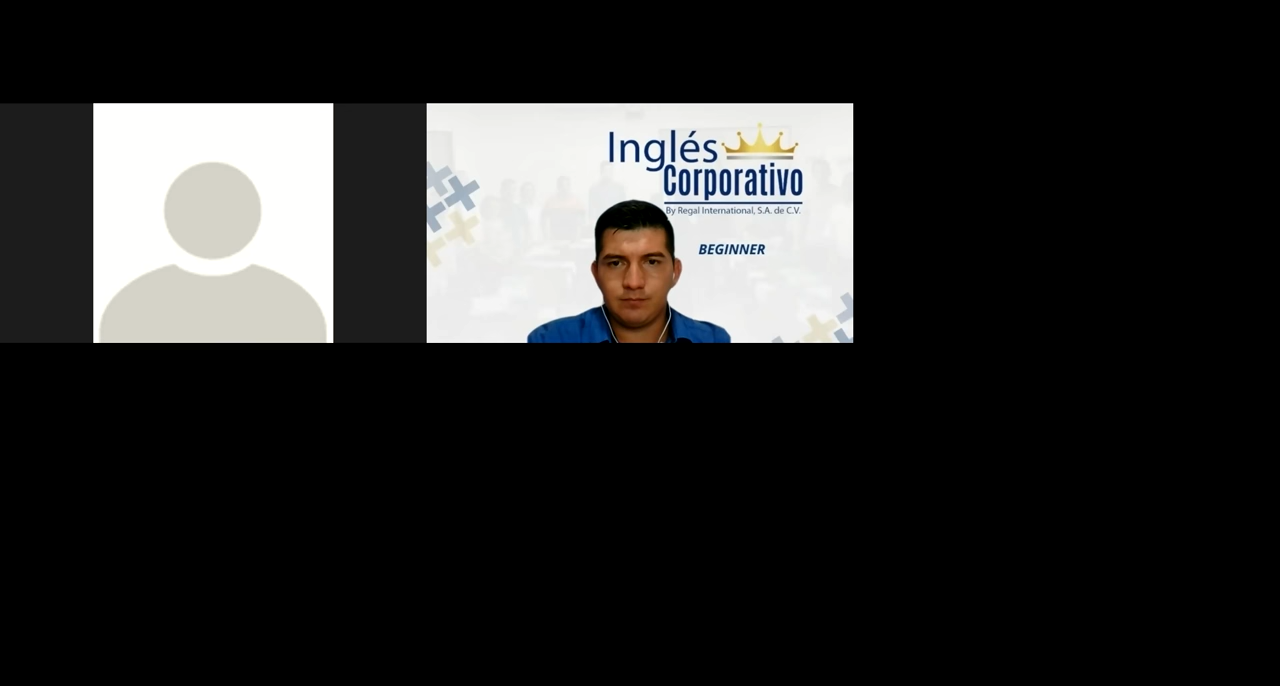 Inglés
Corporativo
By Regal International, S.A. de C.V.
BEGINNER